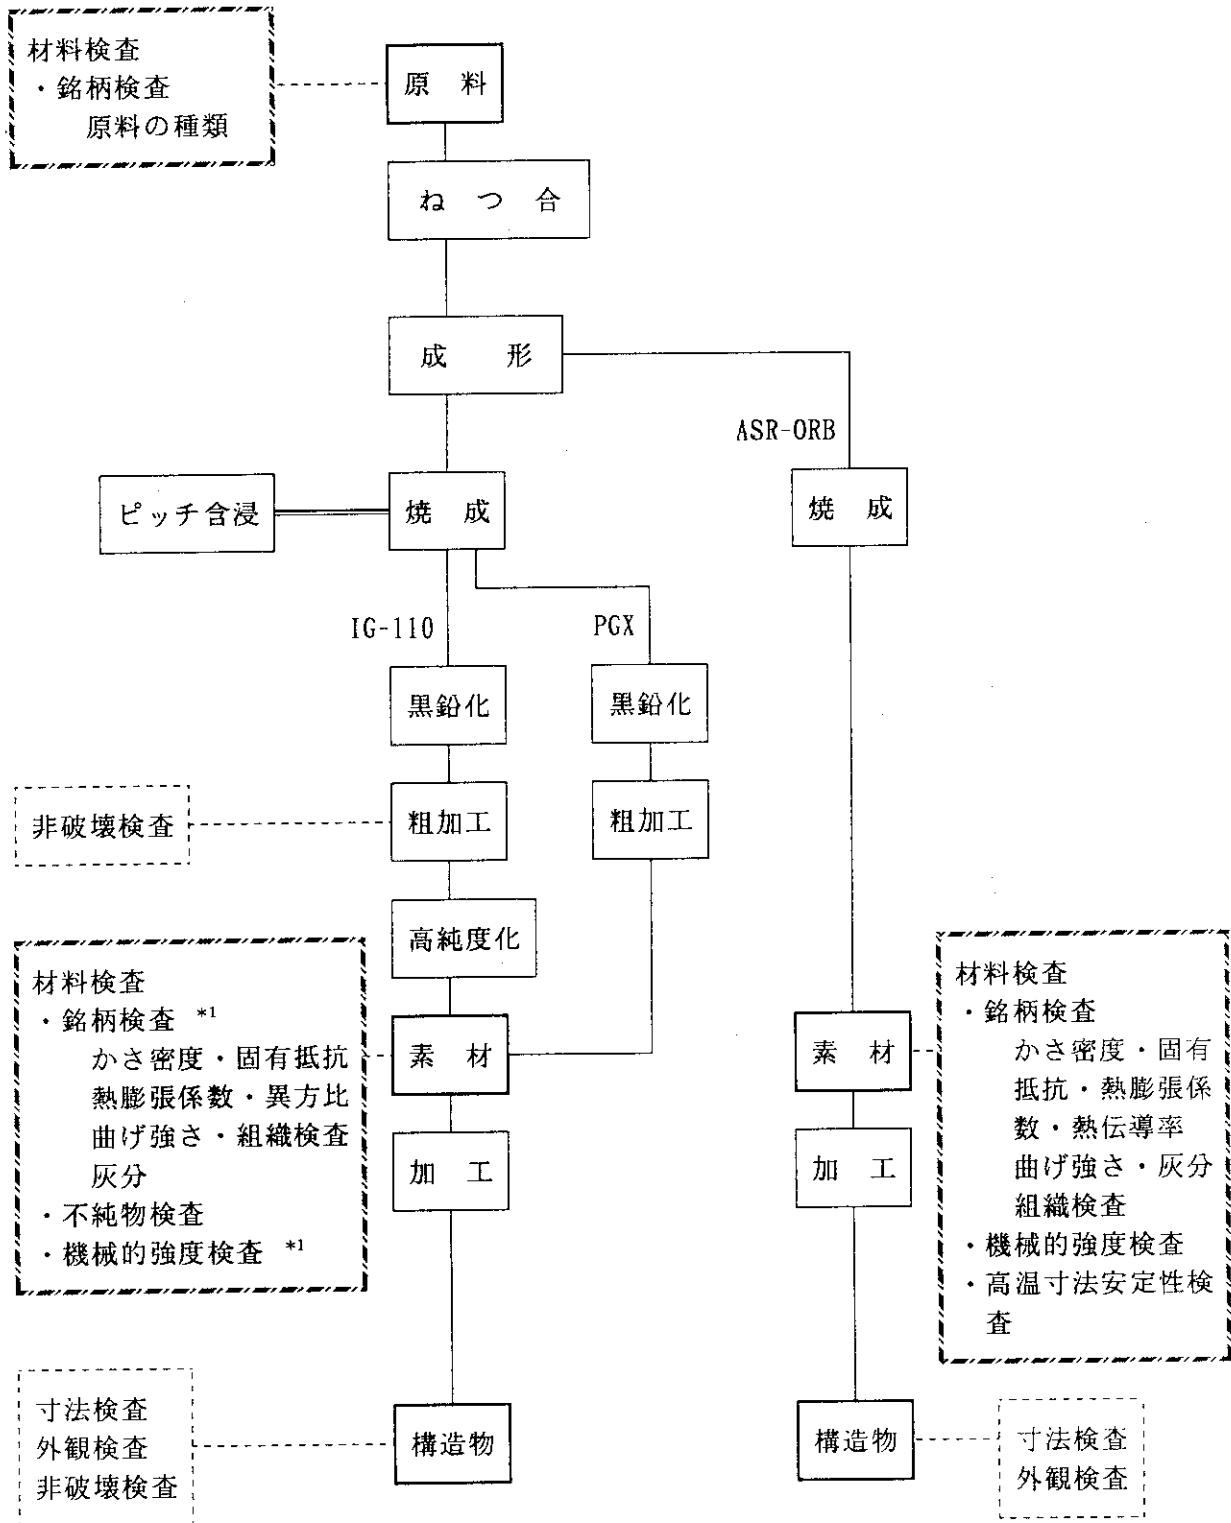 材料検査
・銘柄検査
原料の種類
原 料
ねつ合
成 形
ASR-ORB
ピッチ含浸
焼 成
焼 成
IG-110
PGX
黒鉛化
黒鉛化
非破壊検査
粗加工
粗加工
高純度化
材料検査
・銘柄検査 *1
かさ密度・固有抵抗
熱膨張係数・異方比
曲げ強さ・組織検査
灰分
・不純物検査
・機械的強度検査 *1
素 材
加 工
素 材
加 工
材料検査
・銘柄検査
かさ密度・固有
抵抗・熱膨張係
数・熱伝導率
曲げ強さ・灰分
組織検査
・機械的強度検査
・高温寸法安定性検
査
寸法検査
外観検査
非破壊検査
構造物
構造物
寸法検査
外観検査